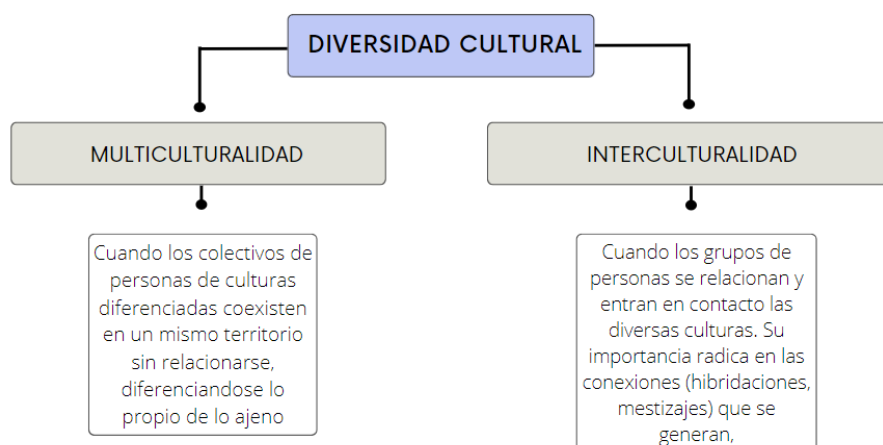 DIVERSIDAD CULTURAL
MULTICULTURALIDAD
INTERCULTURALIDAD
Cuando los colectivos de
personas de culturas
diferenciadas coexisten
en un mismo territorio
sin relacionarse,
diferenciandose lo
propio de lo ajeno
Cuando los grupos de
personas se relacionan y
entran en contacto las
diversas culturas. Su
importancia radica en las
conexiones (hibridaciones,
mestizajes) que se
generan,